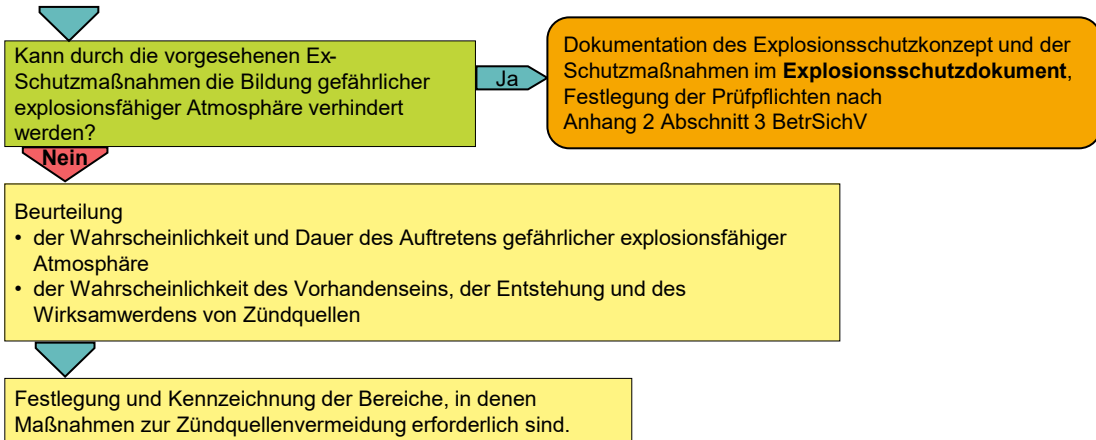 Kann durch die vorgesehenen Ex-
Schutzmaßnahmen die Bildung gefährlicher
explosionsfähiger Atmosphäre verhindert
werden?
Ja
Dokumentation des Explosionsschutzkonzept und der
Schutzmaßnahmen im Explosionsschutzdokument,
Festlegung der Prüfpflichten nach
Anhang 2 Abschnitt 3 BetrSichV
Nein
Beurteilung
• der Wahrscheinlichkeit und Dauer des Auftretens gefährlicher explosionsfähiger
Atmosphäre
• der Wahrscheinlichkeit des Vorhandenseins, der Entstehung und des
Wirksamwerdens von Zündquellen
Festlegung und Kennzeichnung der Bereiche, in denen
Maßnahmen zur Zündquellenvermeidung erforderlich sind.